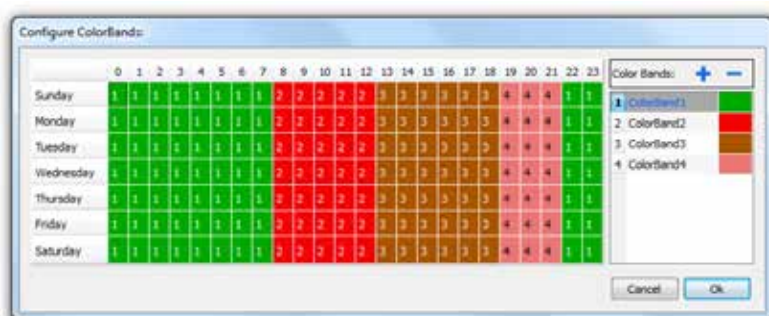 Configure ColorBands:
0 1 2 3 4 5 6 7 8 9 10 11 12 13 14 15 16 17 18 19 20 21 22 23
Sunday 1 1 1 1 1 1 1 1 2 2 2 2 2 3 3 3 3 3 3 4 4 4 1 1
Monday 1 1 1 1 1 1 1 1 2 2 2 2 2 3 3 3 3 3 3 4 4 4 1 1
Tuesday 1 1 1 1 1 1 1 1 2 2 2 2 2 3 3 3 3 3 3 4 4 4 1 1
Wednesday 1 1 1 1 1 1 1 1 2 2 2 2 2 3 3 3 3 3 3 4 4 4 1 1
Thursday 1 1 1 1 1 1 1 1 2 2 2 2 2 3 3 3 3 3 3 4 4 4 1 1
Friday 1 1 1 1 1 1 1 1 2 2 2 2 2 3 3 3 3 3 3 4 4 4 1 1
Saturday 1 1 1 1 1 1 1 1 2 2 2 2 2 3 3 3 3 3 3 4 4 4 1 1
Color Bands: + −
1 ColorBand1
2 ColorBand2
3 ColorBand3
4 ColorBand4
Cancel Ok